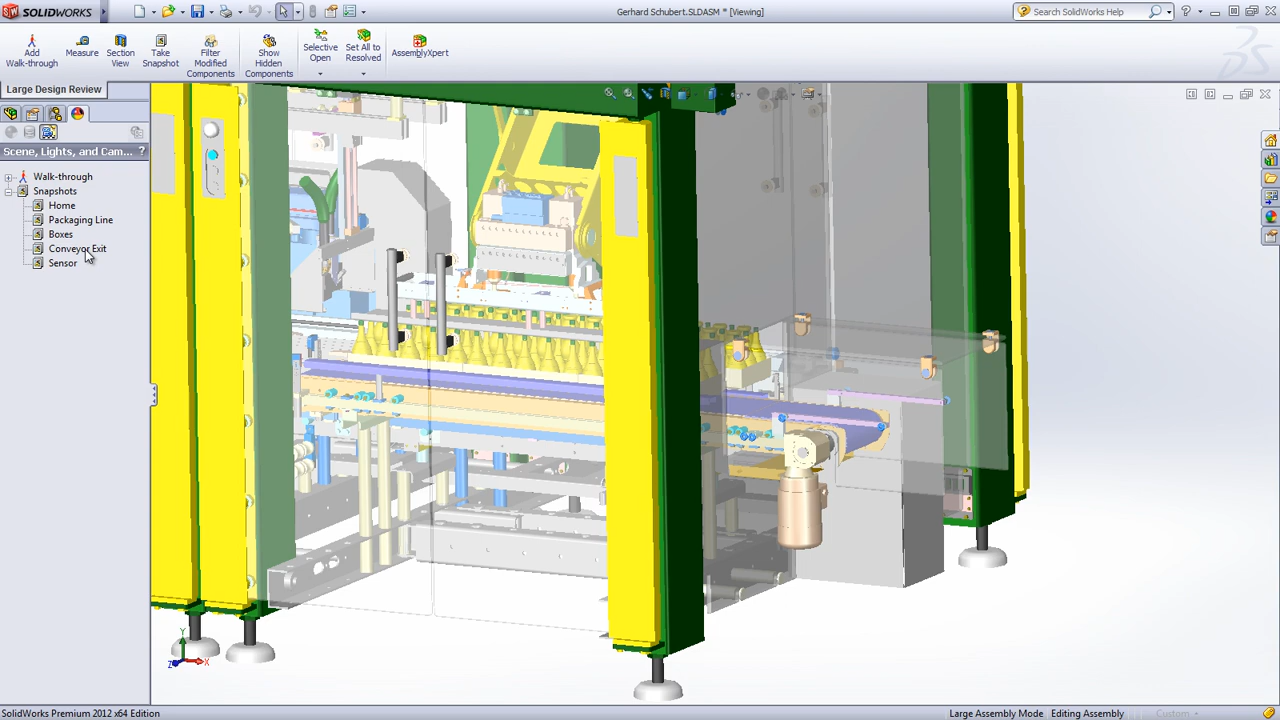 SOLIDWORKS
Gerhard Schubert.SLDASM * [Viewing]
Search SolidWorks
Add Walk-through
Measure
Section View
Take Snapshot
Filter Modified Components
Show Hidden Components
Selective Open
Set All to Resolved
AssemblyXpert
Large Design Review
Scene, Lights, and Cam... ?
Walk-through
Snapshots
Home
Packaging Line
Boxes
Conveyor Exit
Sensor
Y
Z X
SolidWorks Premium 2012 x64 Edition
Large Assembly Mode Editing Assembly Custom